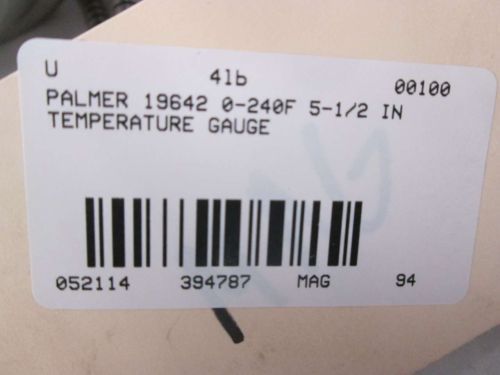 U 4lb 00100
PALMER 19642 0-240F 5-1/2 IN
TEMPERATURE GAUGE
052114 394787 MAG 94